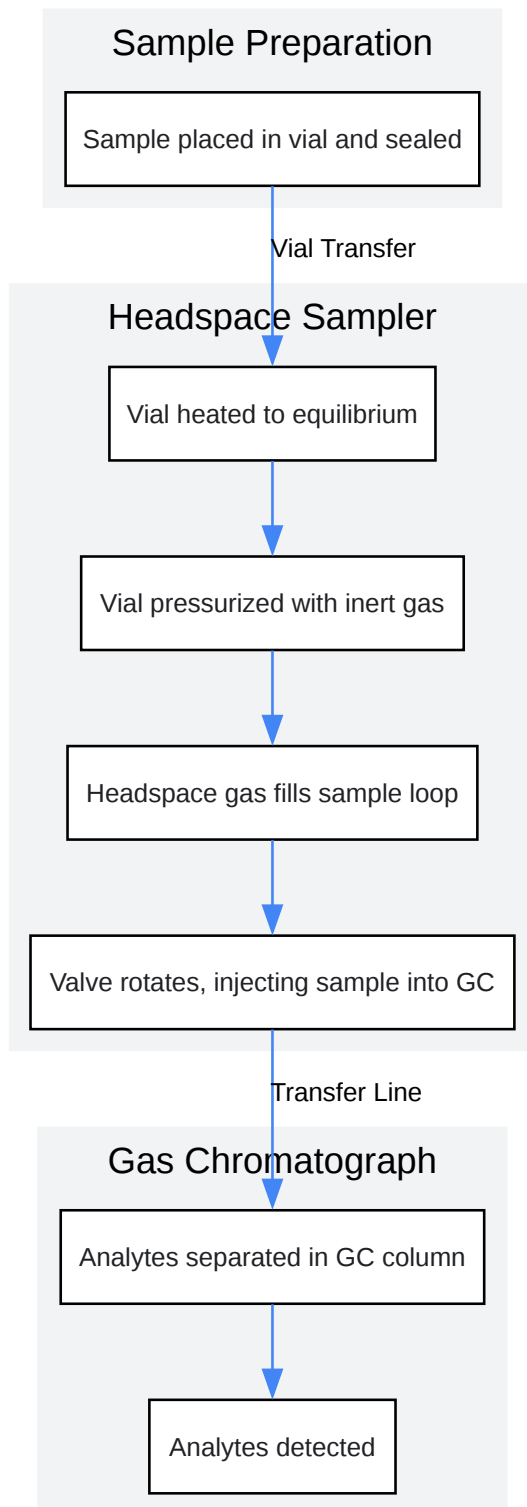 Sample Preparation
Sample placed in vial and sealed
Vial Transfer
Headspace Sampler
Vial heated to equilibrium
Vial pressurized with inert gas
Headspace gas fills sample loop
Valve rotates, injecting sample into GC
Transfer Line
Gas Chromatograph
Analytes separated in GC column
Analytes detected